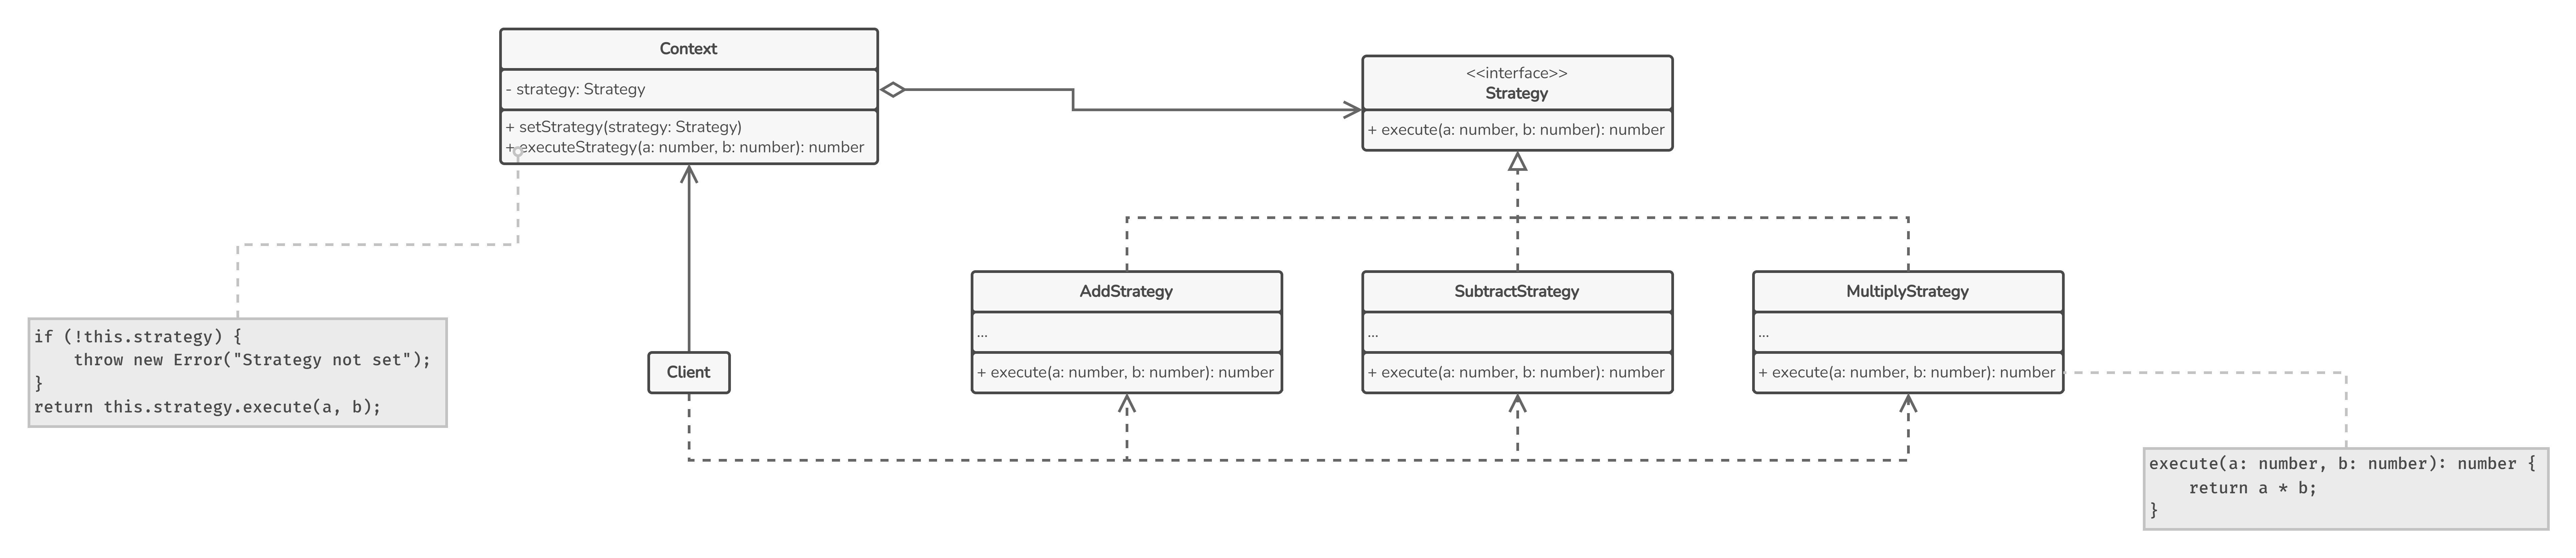 Context
- strategy: Strategy
+ setStrategy(strategy: Strategy)
+ executeStrategy(a: number, b: number): number
<<interface>>
Strategy
+ execute(a: number, b: number): number
if (!this.strategy) {
    throw new Error("Strategy not set");
}
return this.strategy.execute(a, b);
Client
AddStrategy
...
+ execute(a: number, b: number): number
SubtractStrategy
...
+ execute(a: number, b: number): number
MultiplyStrategy
...
+ execute(a: number, b: number): number
execute(a: number, b: number): number {
    return a * b;
}